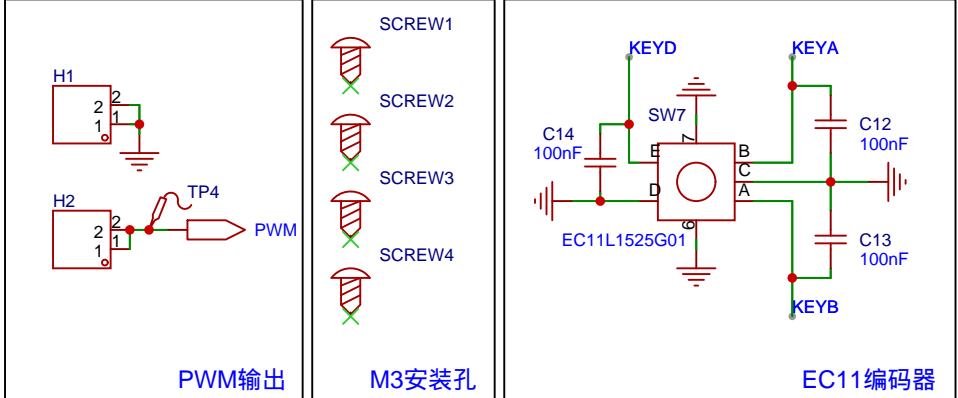 H1
2
1
2
1
H2
2
1
2
1
TP4
PWM
PWM输出
SCREW1
SCREW2
SCREW3
SCREW4
M3安装孔
KEYD
KEYA
C14
100nF
SW7
7
E
D
B
C
A
6
EC11L1525G01
C12
100nF
C13
100nF
KEYB
EC11编码器